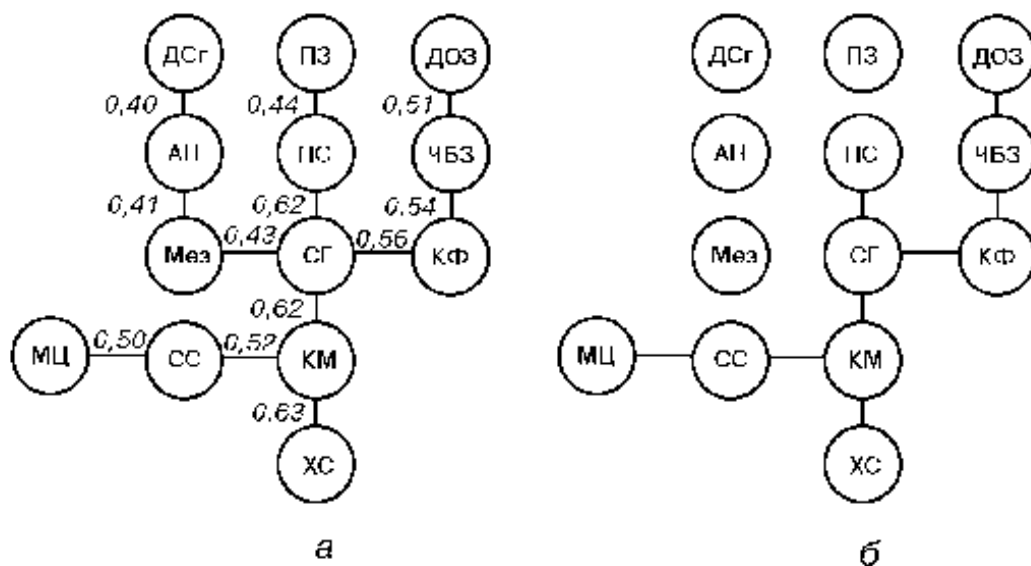 ДСг ПЗ ДОЗ ДСг ПЗ ДОЗ
0,40 0,44 0,51
АН ПС ЧБЗ АН ПС ЧБЗ
0,41 0,62 0.54
Мез 0,43 СГ 0,56 КФ Мез СГ КФ
0,62
МЦ 0,50 СС 0,52 КМ МЦ СС КМ
0,63
ХС ХС
а б